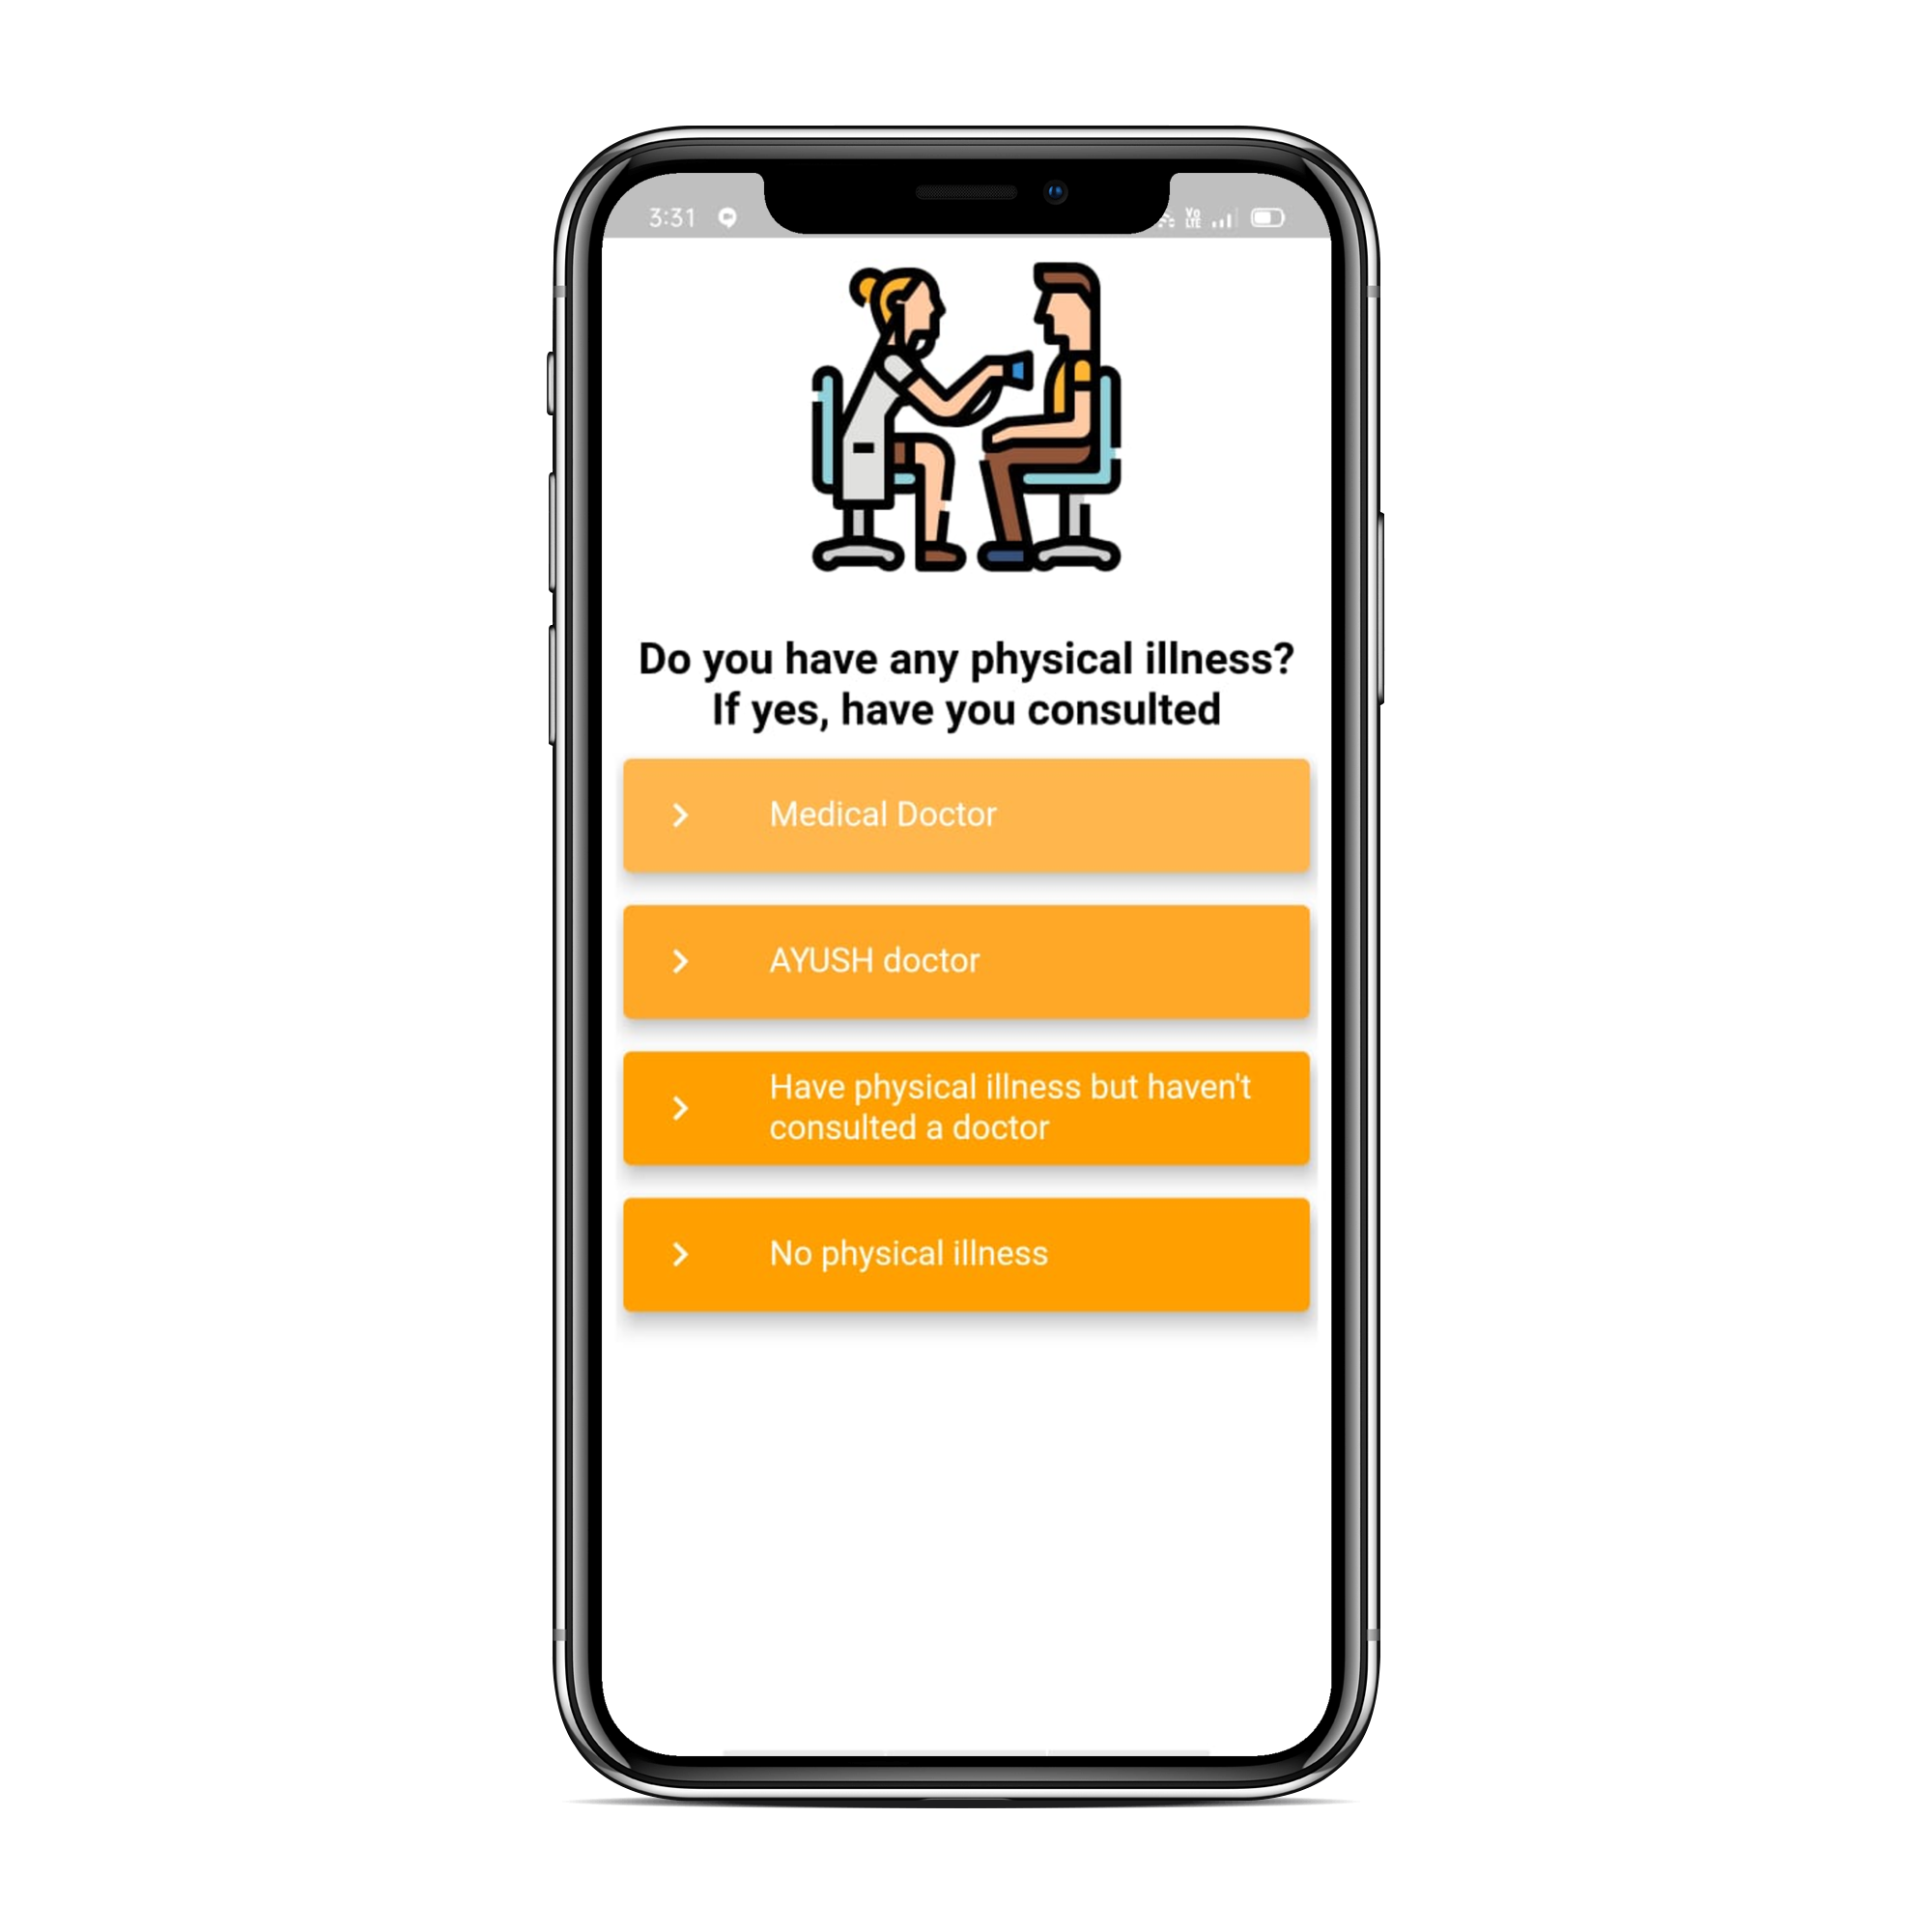 3:31
Vo
LTE
Do you have any physical illness?
If yes, have you consulted
Medical Doctor
AYUSH doctor
Have physical illness but haven't
consulted a doctor
No physical illness